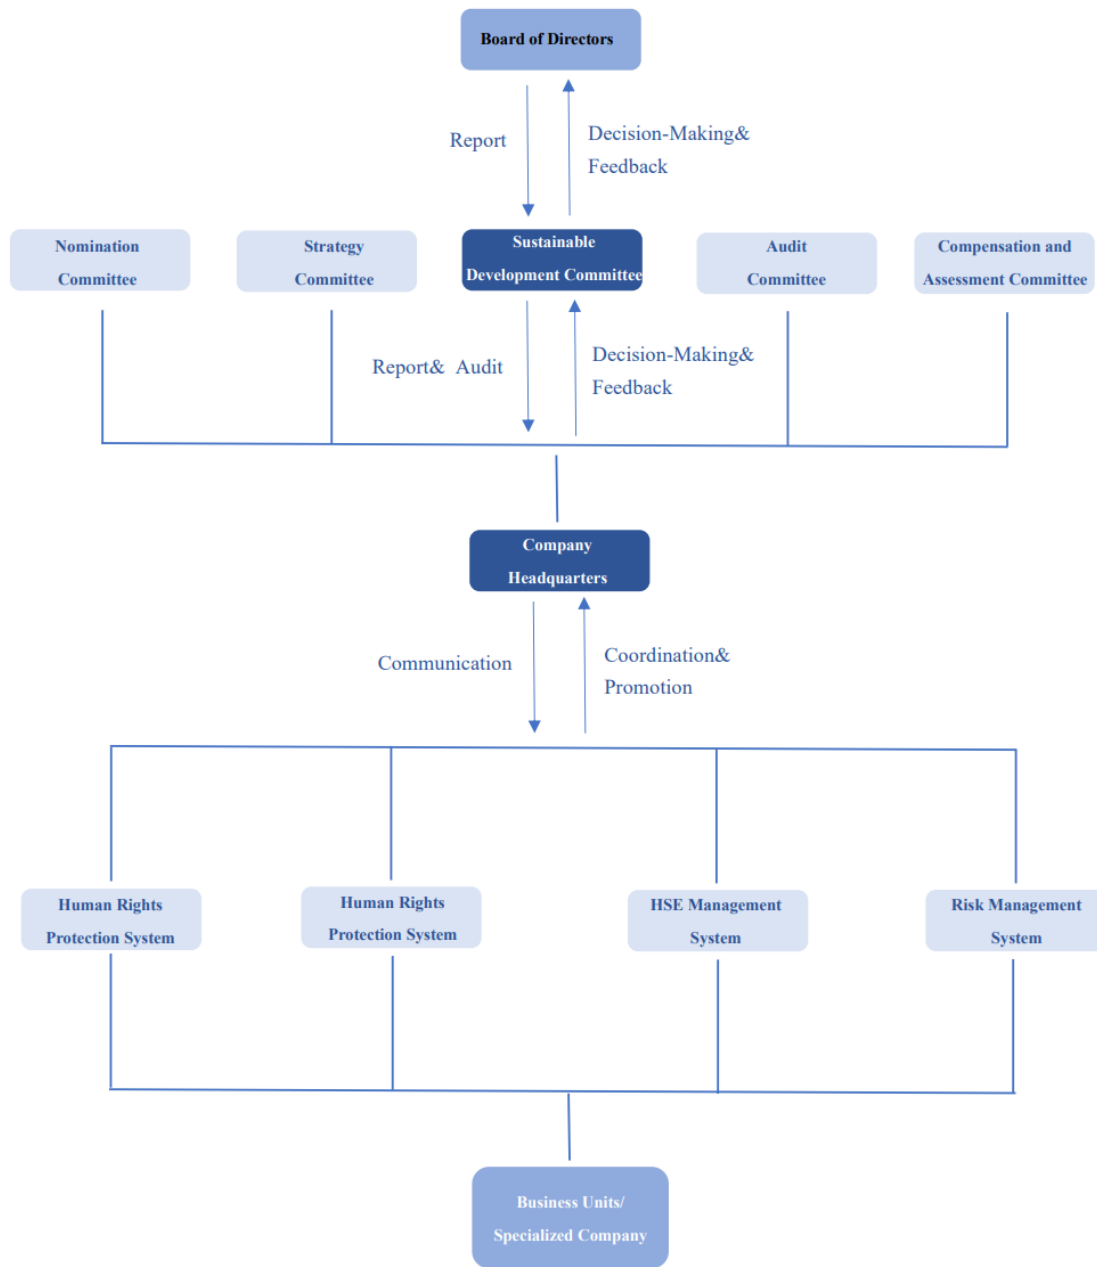 Board of Directors
Report
Decision-Making&
Feedback
Nomination
Committee
Strategy
Committee
Sustainable
Development Committee
Audit
Committee
Compensation and
Assessment Committee
Report& Audit
Decision-Making&
Feedback
Company
Headquarters
Communication
Coordination&
Promotion
Human Rights
Protection System
Human Rights
Protection System
HSE Management
System
Risk Management
System
Business Units/
Specialized Company